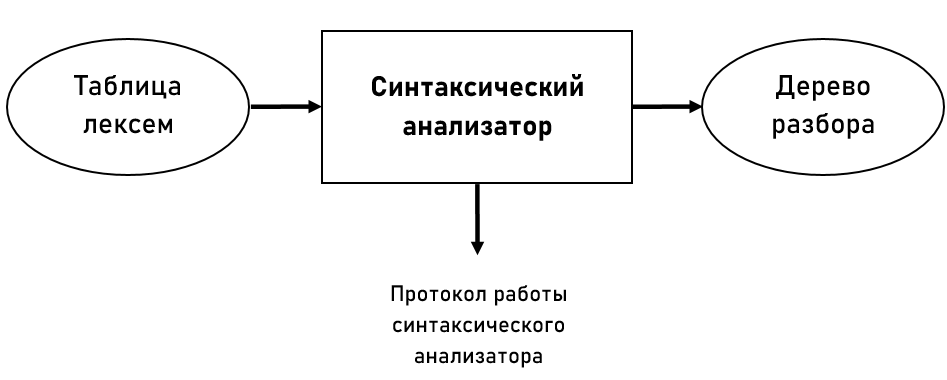 Таблица
лексем
Синтаксический
анализатор
Дерево
разбора
Протокол работы
синтаксического
анализатора